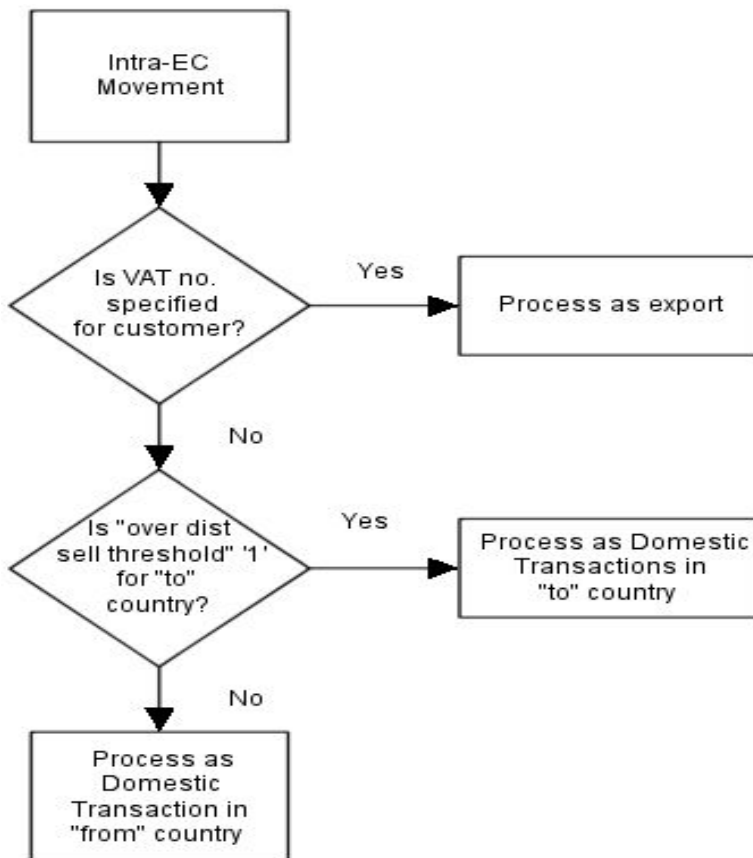 Intra-EC
Movement
Is VAT no.
specified
for customer?
Yes
Process as export
No
Is "over dist
sell threshold" '1'
for "to"
country?
Yes
Process as Domestic
Transactions in
"to" country
No
Process as
Domestic
Transaction in
"from" country